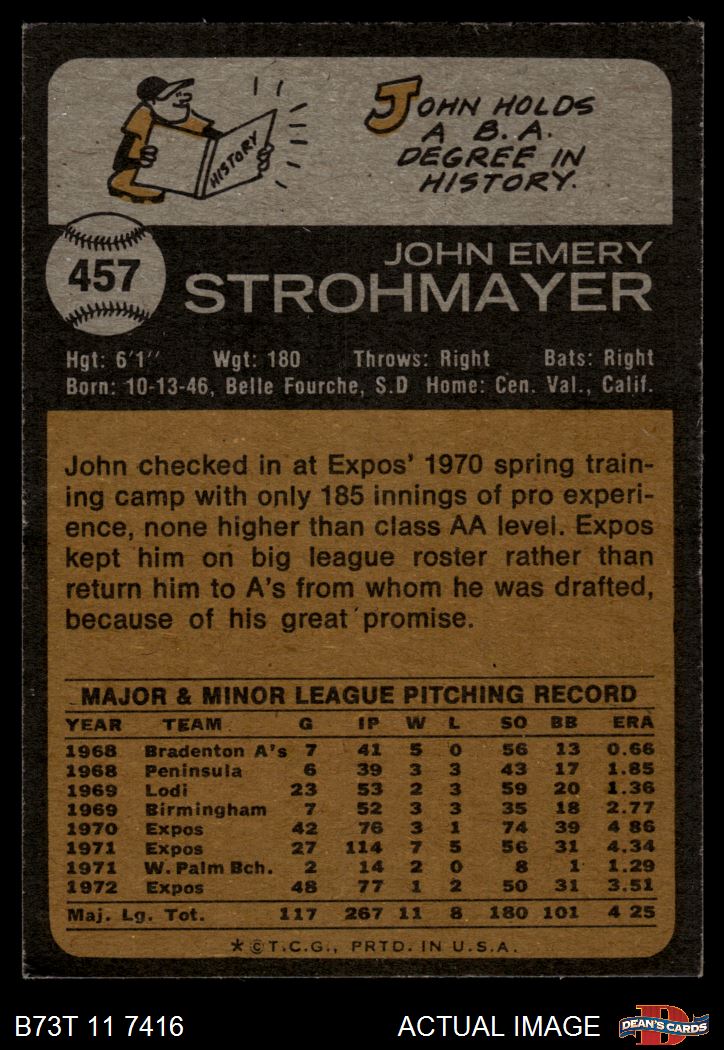 JOHN HOLDS
A B.A.
DEGREE IN
HISTORY.
HISTORY
457
JOHN EMERY
STROHMAYER
Hgt: 6'1" Wgt: 180 Throws: Right Bats: Right
Born: 10-13-46, Belle Fourche, S.D Home: Cen. Val., Calif.
John checked in at Expos' 1970 spring train-
ing camp with only 185 innings of pro experi-
ence, none higher than class AA level. Expos
kept him on big league roster rather than
return him to A's from whom he was drafted,
because of his great promise.
MAJOR & MINOR LEAGUE PITCHING RECORD
YEAR TEAM G IP W L SO BB ERA
1968 Bradenton A's 7 41 5 0 56 13 0.66
1968 Peninsula 6 39 3 3 43 17 1.85
1969 Lodi 23 53 2 3 59 20 1.36
1969 Birmingham 7 52 3 3 35 18 2.77
1970 Expos 42 76 3 1 74 39 4 86
1971 Expos 27 114 7 5 56 31 4.34
1971 W. Palm Bch. 2 14 2 0 8 1 1.29
1972 Expos 48 77 1 2 50 31 3.51
Maj. Lg. Tot. 117 267 11 8 180 101 4 25
*©T.C.G., PRTD. IN U.S.A.
B73T 11 7416 ACTUAL IMAGE
D
DEAN'S CARDS